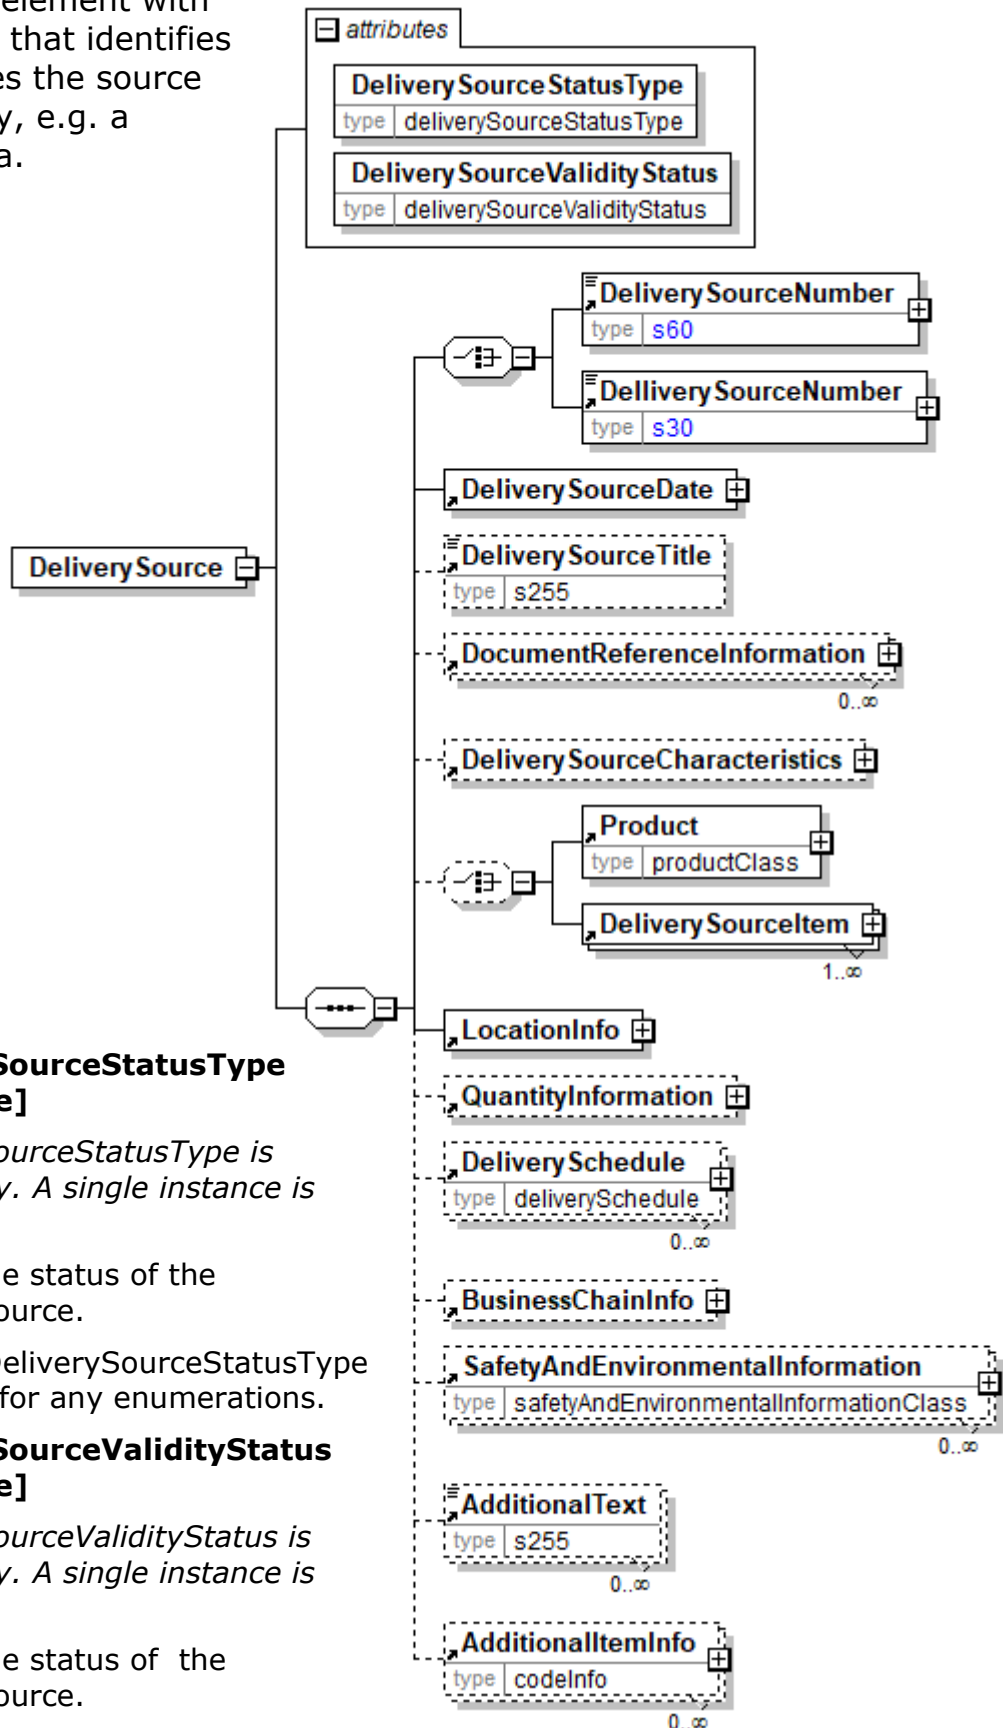 element with
that identifies
es the source
y, e.g. a
a.
attributes
DeliverySourceStatusType
type deliverySourceStatusType
DeliverySourceValidityStatus
type deliverySourceValidityStatus
DeliverySourceNumber
type s60
DelliverySourceNumber
type s30
DeliverySourceDate
DeliverySource
DeliverySourceTitle
type s255
DocumentReferenceInformation
0..∞
DeliverySourceCharacteristics
Product
type productClass
DeliverySourceItem
1..∞
LocationInfo
QuantityInformation
DeliverySchedule
type deliverySchedule
0..∞
BusinessChainInfo
SafetyAndEnvironmentalInformation
type safetyAndEnvironmentalInformationClass
0..∞
AdditionalText
type s255
0..∞
AdditionalItemInfo
type codeInfo
0..∞
SourceStatusType
e]
ourceStatusType is
y. A single instance is
e status of the
ource.
DeliverySourceStatusType
for any enumerations.
SourceValidityStatus
e]
ourceValidityStatus is
y. A single instance is
e status of  the
ource.